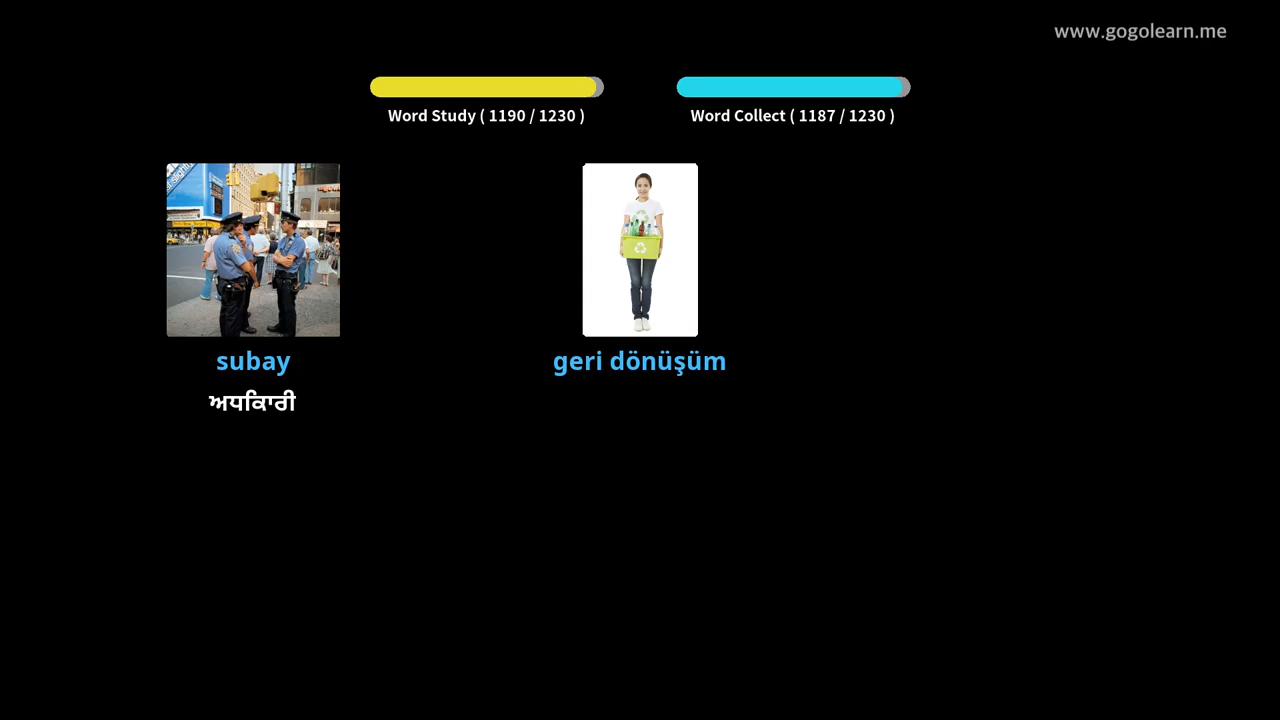 www.gogolearn.me
Word Study ( 1190 / 1230 )
Word Collect ( 1187 / 1230 )
subay
geri dönüşüm
ਅਧਿਕਾਰੀ